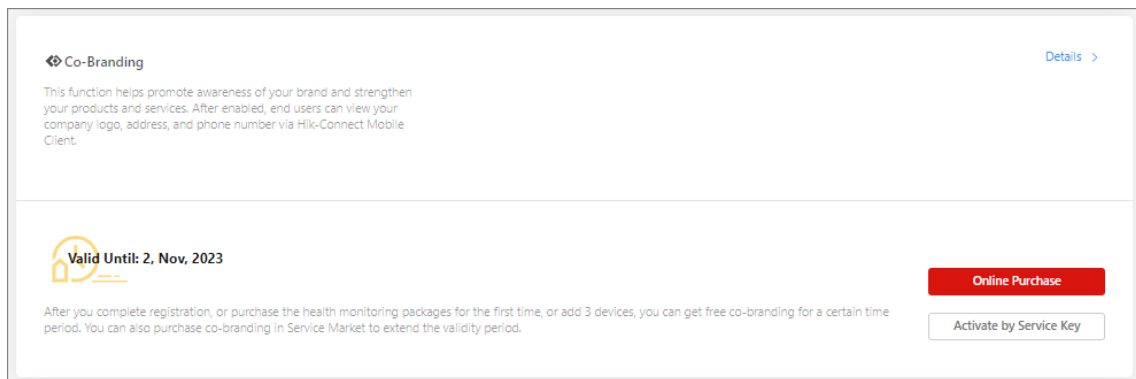 Co-Branding
Details >
This function helps promote awareness of your brand and strengthen
your products and services. After enabled, end users can view your
company logo, address, and phone number via Hik-Connect Mobile
Client.
Valid Until: 2, Nov, 2023
Online Purchase
After you complete registration, or purchase the health monitoring packages for the first time, or add 3 devices, you can get free co-branding for a certain time
period. You can also purchase co-branding in Service Market to extend the validity period.
Activate by Service Key